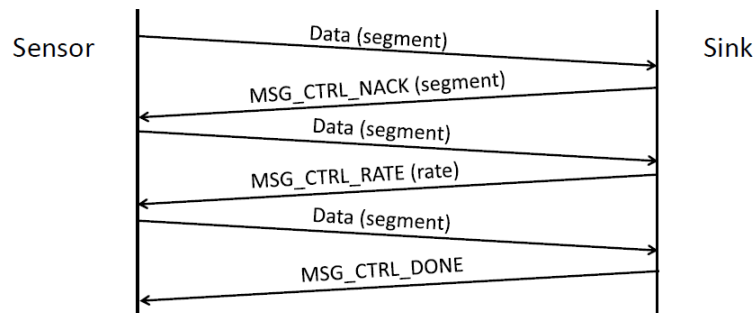 Sensor
Sink
Data (segment)
MSG_CTRL_NACK (segment)
Data (segment)
MSG_CTRL_RATE (rate)
Data (segment)
MSG_CTRL_DONE